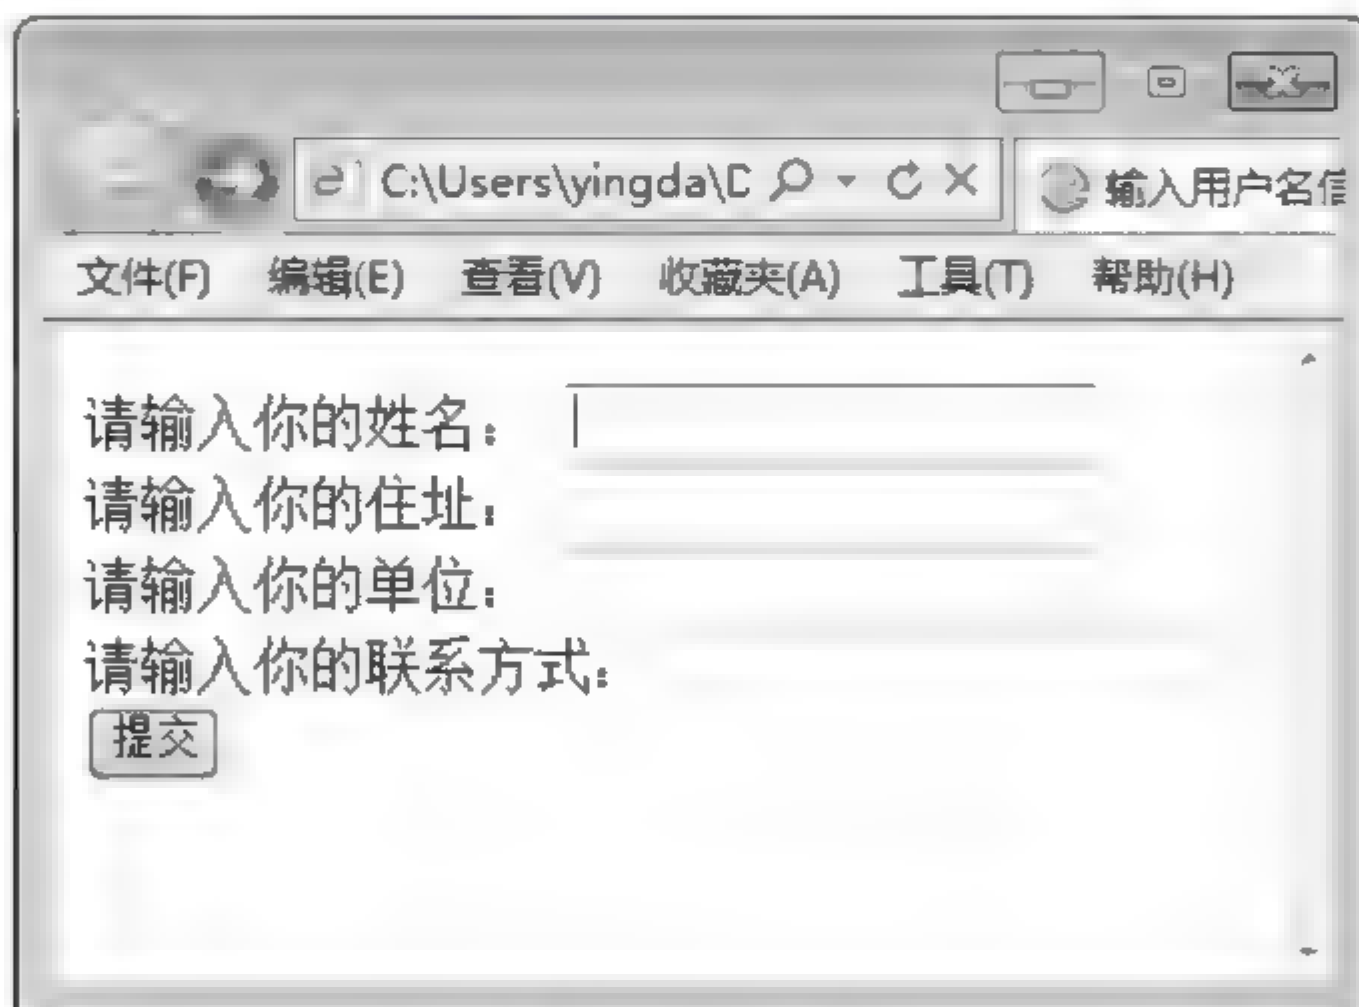 C:\Users\yingda\D
输入用户名信
文件(F) 编辑(E) 查看(V) 收藏夹(A) 工具(T) 帮助(H)
请输入你的姓名：
请输入你的住址：
请输入你的单位：
请输入你的联系方式：
提交